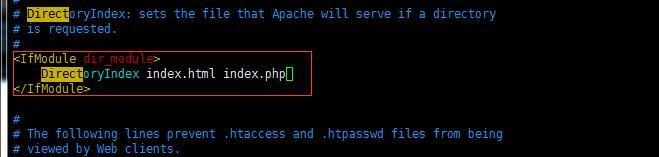 #
# DirectoryIndex: sets the file that Apache will serve if a directory
# is requested.
#
<IfModule dir_module>
    DirectoryIndex index.html index.php
</IfModule>
#
# The following lines prevent .htaccess and .htpasswd files from being
# viewed by Web clients.